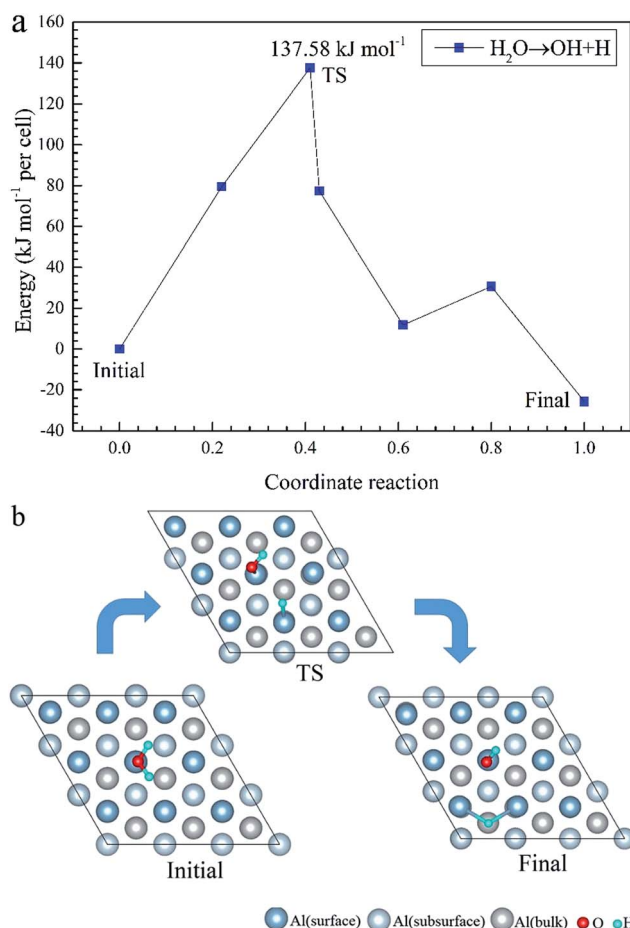 a
160
140
120
100
80
60
40
20
0
-20
-40
Energy (kJ mol⁻¹ per cell)
137.58 kJ mol⁻¹
TS
H₂O→OH+H
Initial
Final
0.0 0.2 0.4 0.6 0.8 1.0
Coordinate reaction
b
TS
Initial
Final
Al(surface) Al(subsurface) Al(bulk) O H